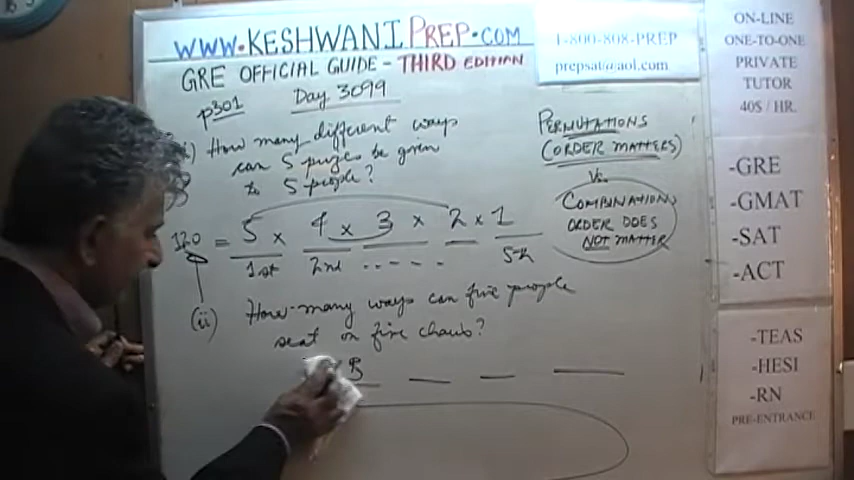 WWW.KESHWANIPREP.COM
GRE OFFICIAL GUIDE - THIRD EDITION
p301 Day 3099
i) How many different ways
can 5 prizes be given
to 5 people?
120 = 5 x 4 x 3 x 2 x 1
1st 2nd ..... 5th
(ii) How many ways can five people
seat on five chairs?
5
1-800-808-PREP
prepsat@aol.com
PERMUTATIONS
(ORDER MATTERS)
Vs.
COMBINATIONS
ORDER DOES
NOT MATTER
ON-LINE
ONE-TO-ONE
PRIVATE
TUTOR
40$ / HR.
-GRE
-GMAT
-SAT
-ACT
-TEAS
-HESI
-RN
PRE-ENTRANCE